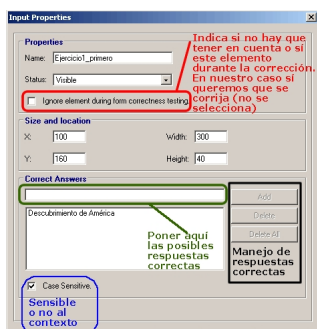 Input Properties
Properties
Name: Ejercicio1_primero
Status: Visible
Ignore element during form correctness testing.
Indica si no hay que
tener en cuenta o sí
este elemento
durante la corrección.
En nuestro caso sí
queremos que se
corrija (no se
selecciona)
Size and location
X: 100 Width: 300
Y: 160 Height: 40
Correct Answers
Add
Descubrimiento de América
Delete
Delete All
Poner aquí
las posibles
respuestas
correctas
Manejo de
respuestas
correctas
Case Sensitive.
Sensible
o no al
contexto